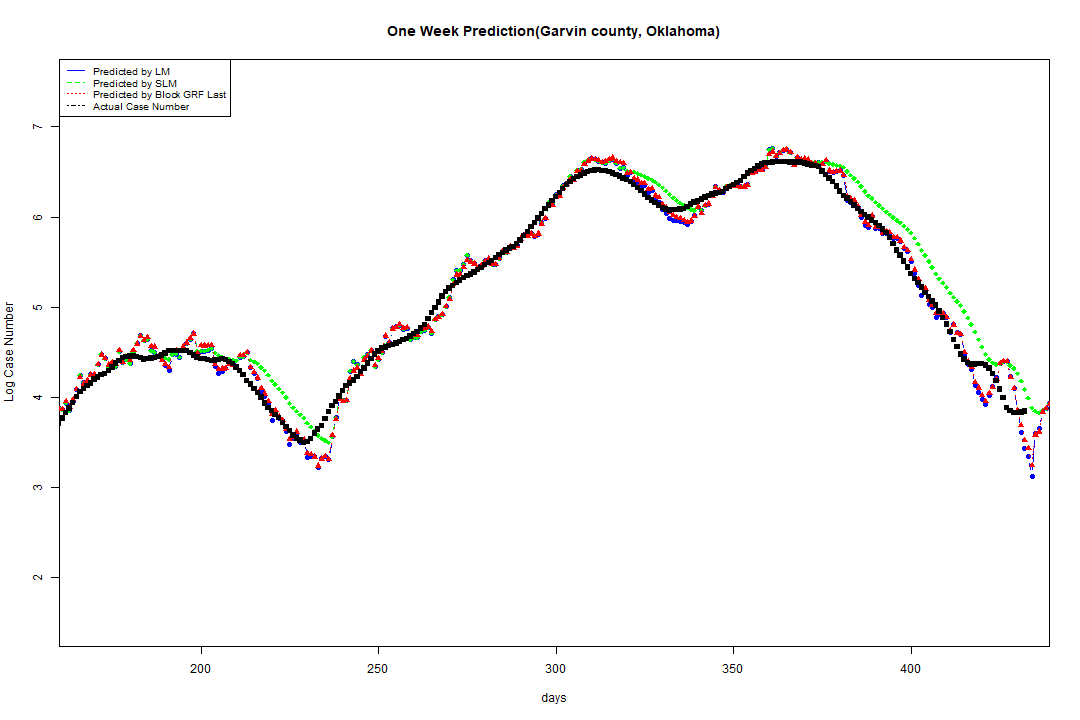 One Week Prediction(Garvin county, Oklahoma)
Predicted by LM
Predicted by SLM
Predicted by Block GRF Last
Actual Case Number
7
6
5
4
3
2
Log Case Number
200 250 300 350 400
days